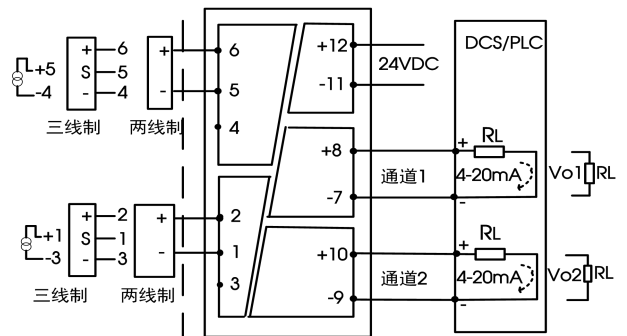 +12
DCS/PLC
+ 6
+
6
24VDC
+5
S 5
-4
- 4
-
5
-11
三线制
两线制
4
+8
+
RL
通道1
4-20mA
Vo1
RL
-7
-
+ 2
+
2
+1
S 1
-3
- 3
-
1
三线制
两线制
3
+10
+
RL
通道2
4-20mA
Vo2
RL
-9
-